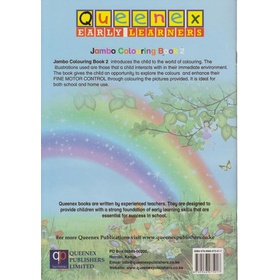 Queenex
EARLY LEARNERS
Jambo Colouring Book 2
Jambo Colouring Book 2 introduces the child to the world of colouring. The
illustrations used are those that a child interacts with in their immediate environment.
The book gives the child an opportunity to explore the colours and enhance their
FINE MOTOR CONTROL through colouring the pictures provided. It is ideal for
both school and home use.
Queenex books are written by experienced teachers. They are designed to
provide children with a strong foundation of early learning skills that are
essential for success in school.
For more Queenex Publications visit www.queenexpublishers.co.ke
QP
QUEENEX
PUBLISHERS
LIMITED
Nairobi, Kenya.